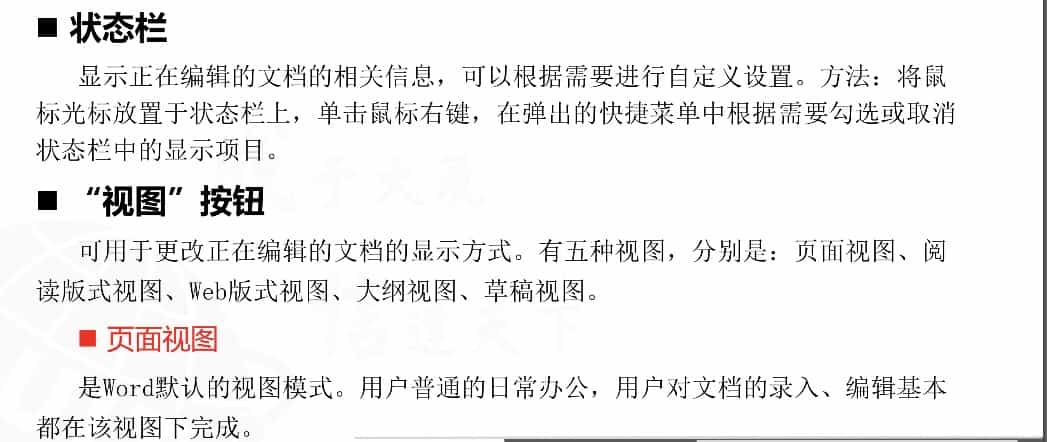 ■ 状态栏
显示正在编辑的文档的相关信息，可以根据需要进行自定义设置。方法：将鼠
标光标放置于状态栏上，单击鼠标右键，在弹出的快捷菜单中根据需要勾选或取消
状态栏中的显示项目。
■ “视图”按钮
可用于更改正在编辑的文档的显示方式。有五种视图，分别是：页面视图、阅
读版式视图、Web版式视图、大纲视图、草稿视图。
■ 页面视图
是Word默认的视图模式。用户普通的日常办公，用户对文档的录入、编辑基本
都在该视图下完成。